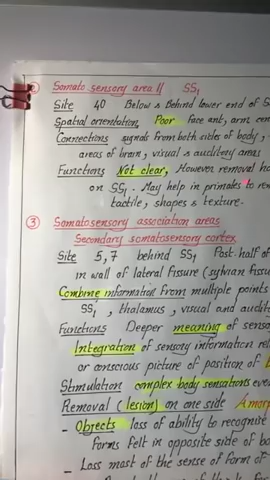 ② Somato sensory area II SS₁
Site 40 Below & Behind lower end of S
Spatial orientation, Poor face ant, arm cen
Connections signals from both sides of body,
areas of brain, visual & auditory areas
Functions Not clear, However removal ha
on SS₁. May help in primates to re
tactile, shapes & texture.
③ Somatosensory association areas
Secondary somatosensory cortex
Site 5,7 behind SS₁ Post-half of
in wall of lateral fissure (sylvian fissu
Combine information from multiple points
SS₁, thalamus, visual and audit
Functions Deeper meaning of senso
Integration of sensory information rel
or conscious picture of position of
Stimulation complex body sensations eve
Removal (lesion) on one side Amorp
- Objects loss of ability to recognite
forms felt in opposite side of bo
- Loss most of the sense of form of